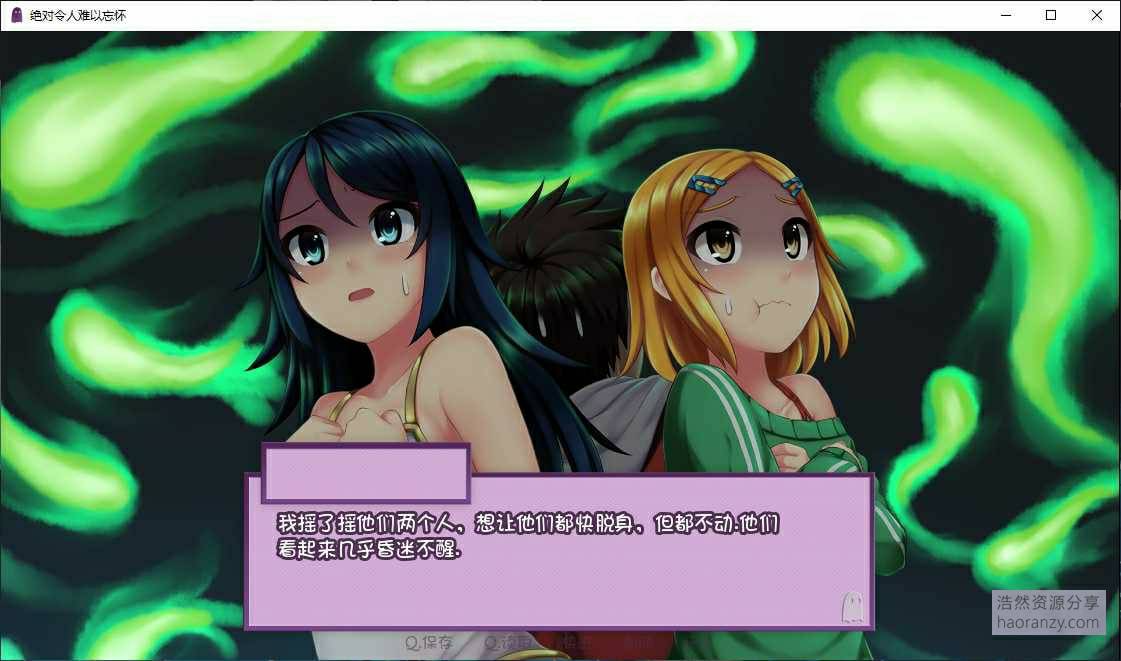 绝对令人难以忘怀
我摇了摇他们两个人，想让他们都快脱身，但都不动.他们
看起来几乎昏迷不醒.
浩然资源分享
haoranzy.com
Q.保存